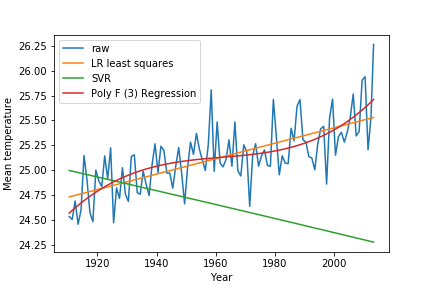 26.25
26.00
25.75
25.50
25.25
25.00
24.75
24.50
24.25
Mean temperature
raw
LR least squares
SVR
Poly F (3) Regression
1920 1940 1960 1980 2000
Year